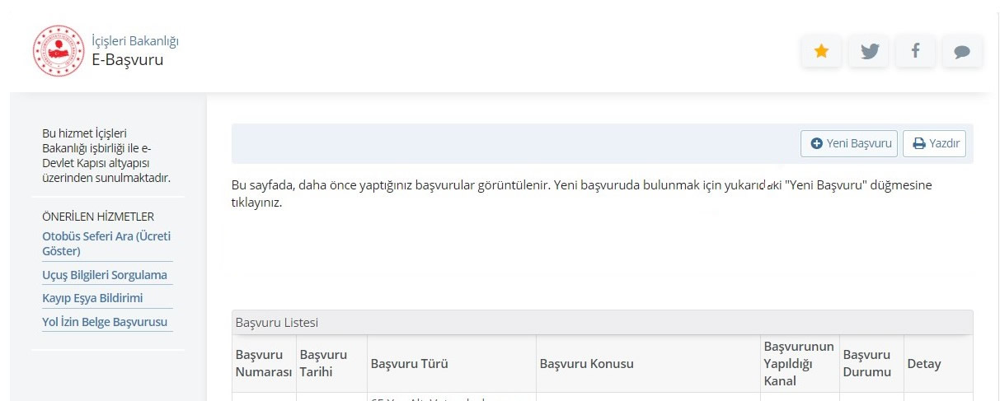 İçişleri Bakanlığı
E-Başvuru
Bu hizmet İçişleri
Bakanlığı işbirliği ile e-
Devlet Kapısı altyapısı
üzerinden sunulmaktadır.
ÖNERİLEN HİZMETLER
Otobüs Seferi Ara (Ücreti
Göster)
Uçuş Bilgileri Sorgulama
Kayıp Eşya Bildirimi
Yol İzin Belge Başvurusu
Yeni Başvuru
Yazdır
Bu sayfada, daha önce yaptığınız başvurular görüntülenir. Yeni başvuruda bulunmak için yukarıdaki "Yeni Başvuru" düğmesine
tıklayınız.
Başvuru Listesi
Başvuru Numarası
Başvuru Tarihi
Başvuru Türü
Başvuru Konusu
Başvurunun Yapıldığı Kanal
Başvuru Durumu
Detay